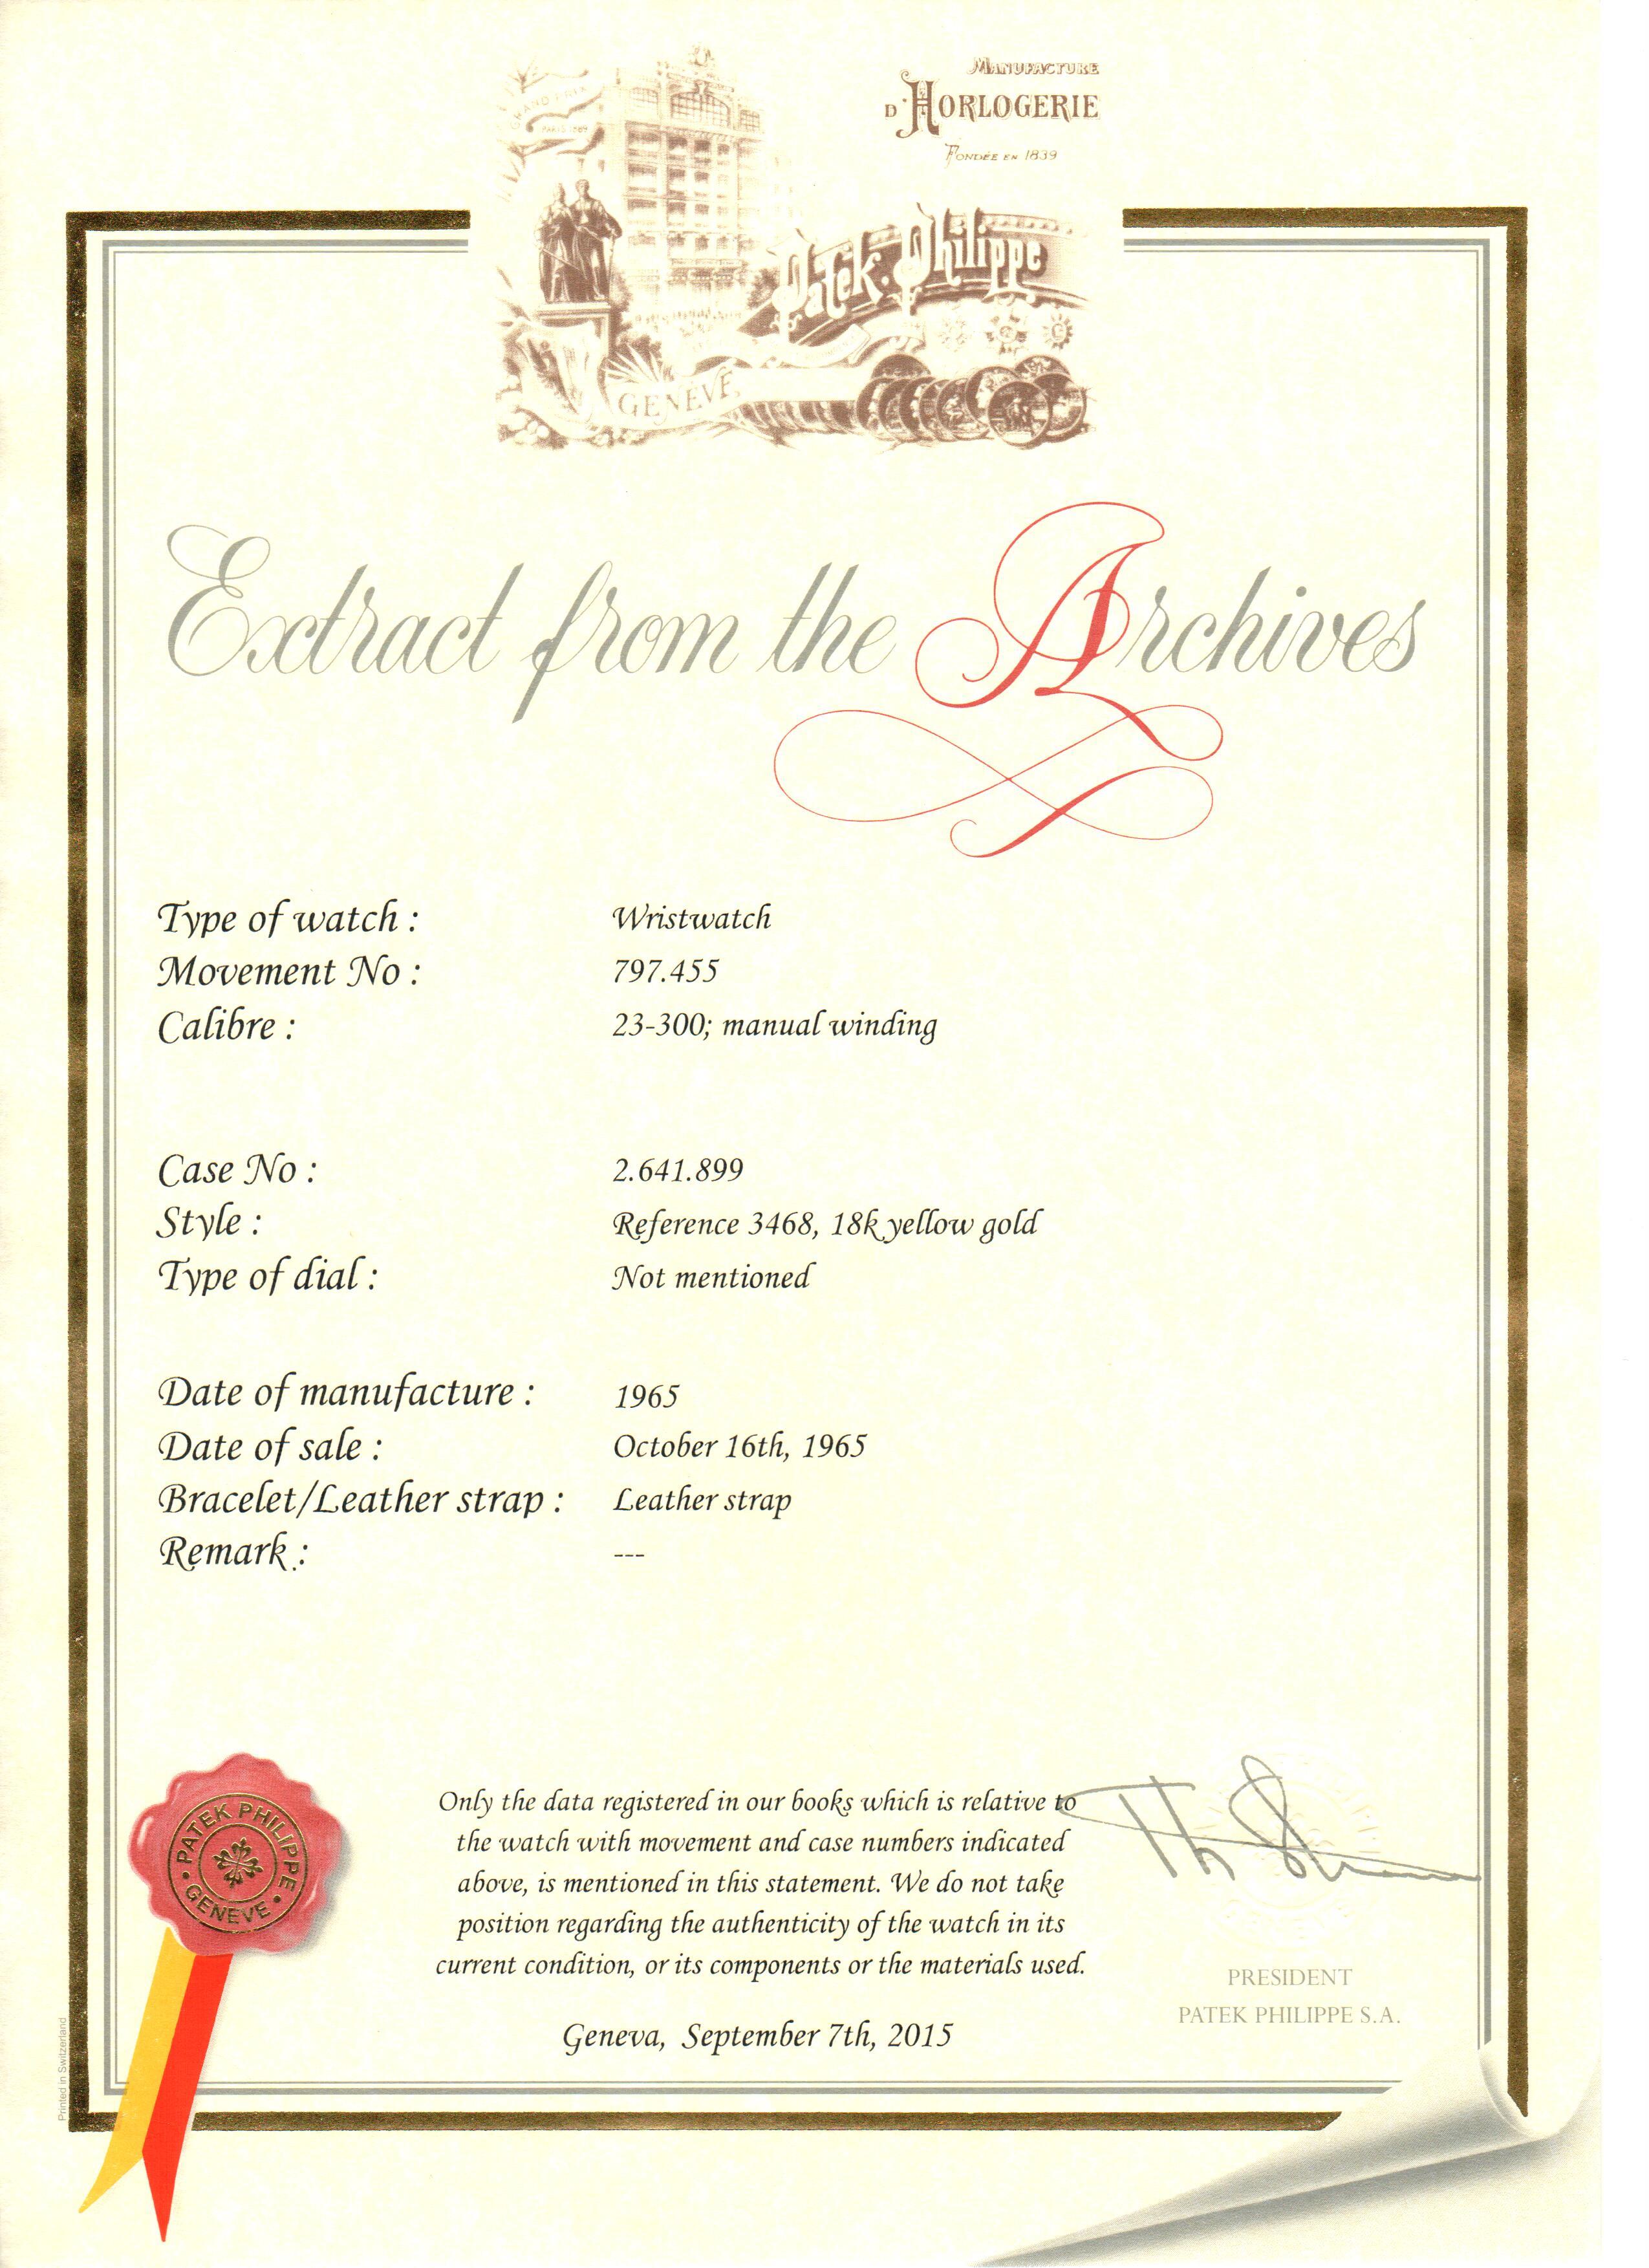 MANUFACTURE
D'HORLOGERIE
FONDÉE EN 1839
GRAND PRIX
PARIS 1889
Patek Philippe
GENÈVE
Extract from the Archives
Type of watch : Wristwatch
Movement No : 797.455
Calibre : 23-300; manual winding
Case No : 2.641.899
Style : Reference 3468, 18k yellow gold
Type of dial : Not mentioned
Date of manufacture : 1965
Date of sale : October 16th, 1965
Bracelet/Leather strap : Leather strap
Remark : ---
Only the data registered in our books which is relative to
the watch with movement and case numbers indicated
above, is mentioned in this statement. We do not take
position regarding the authenticity of the watch in its
current condition, or its components or the materials used.
Geneva, September 7th, 2015
PATEK PHILIPPE
GENEVE
PRESIDENT
PATEK PHILIPPE S.A.
Printed in Switzerland